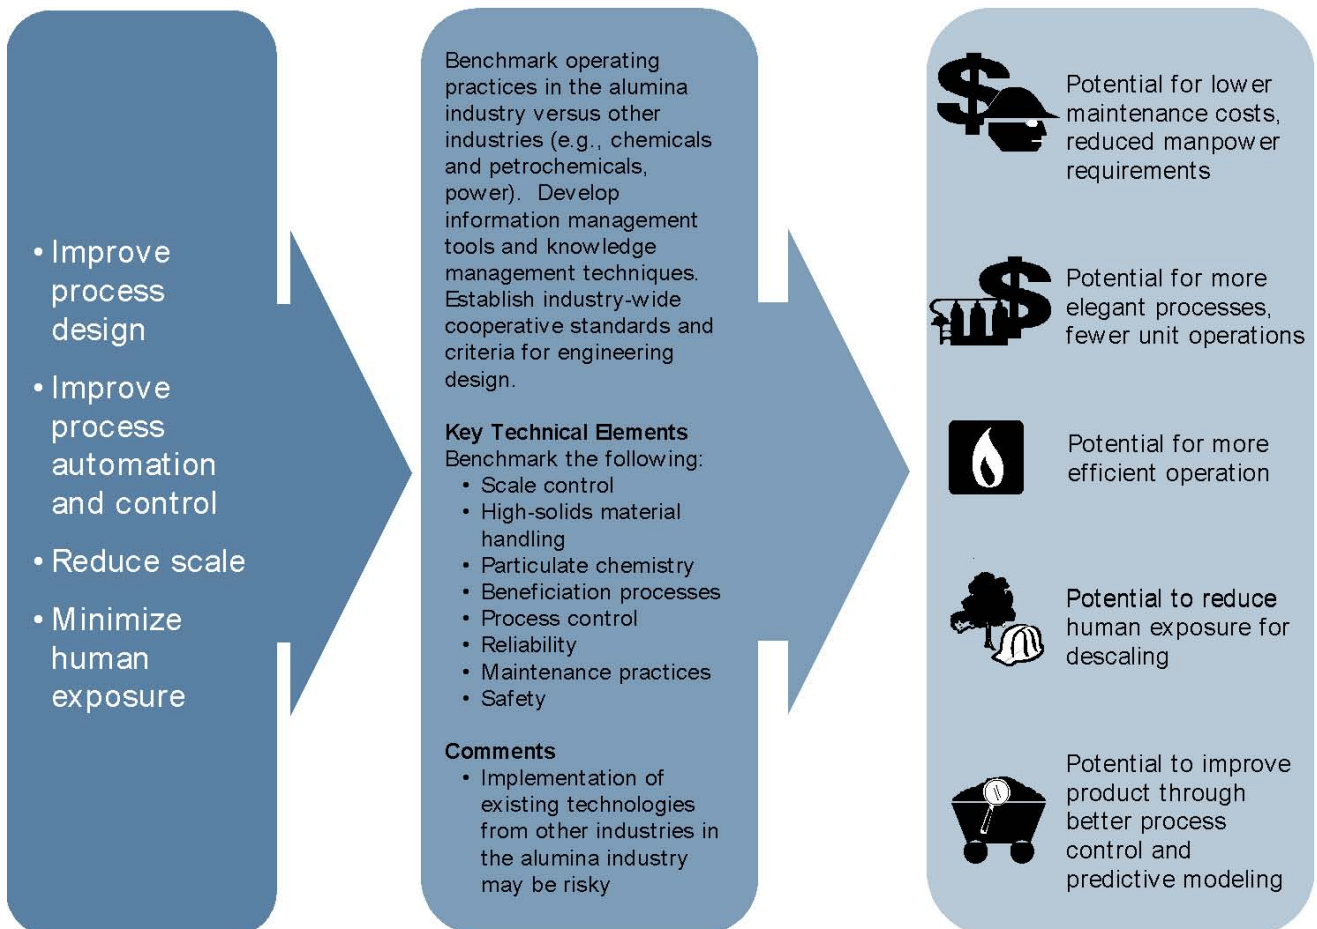 • Improve
process
design
• Improve
process
automation
and control
• Reduce scale
• Minimize
human
exposure
Benchmark operating
practices in the alumina
industry versus other
industries (e.g., chemicals
and petrochemicals,
power). Develop
information management
tools and knowledge
management techniques.
Establish industry-wide
cooperative standards and
criteria for engineering
design.
Key Technical Elements
Benchmark the following:
• Scale control
• High-solids material
handling
• Particulate chemistry
• Beneficiation processes
• Process control
• Reliability
• Maintenance practices
• Safety
Comments
• Implementation of
existing technologies
from other industries in
the alumina industry
may be risky
$
Potential for lower
maintenance costs,
reduced manpower
requirements
$
Potential for more
elegant processes,
fewer unit operations
Potential for more
efficient operation
Potential to reduce
human exposure for
descaling
Potential to improve
product through
better process
control and
predictive modeling